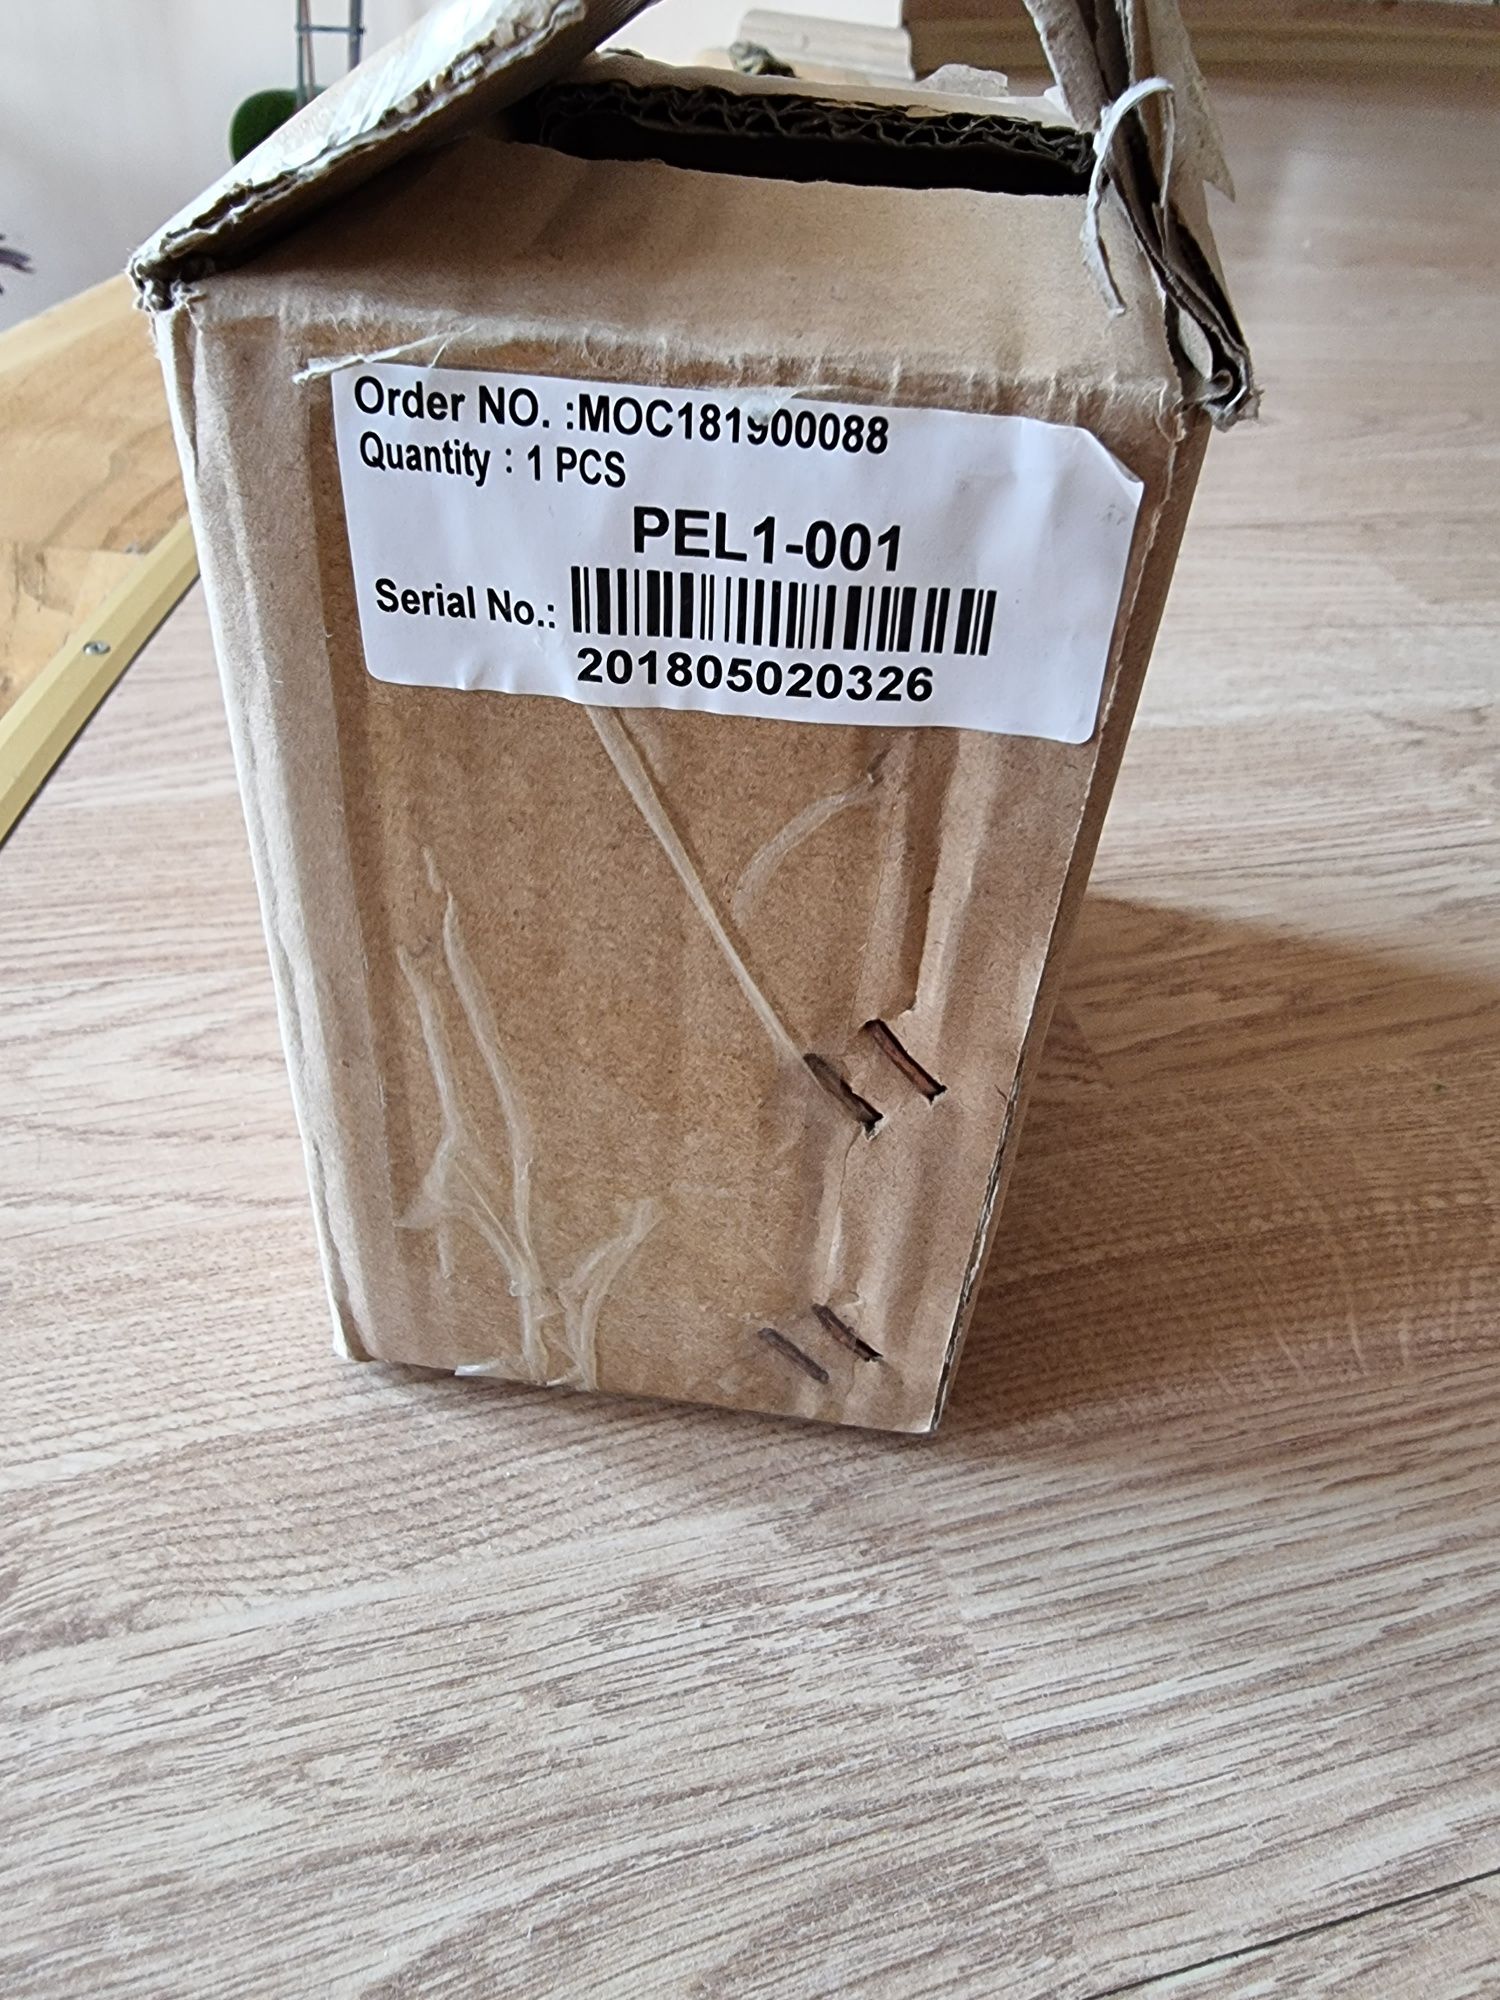 Order NO. :MOC181900088
Quantity : 1 PCS
PEL1-001
Serial No.:
201805020326